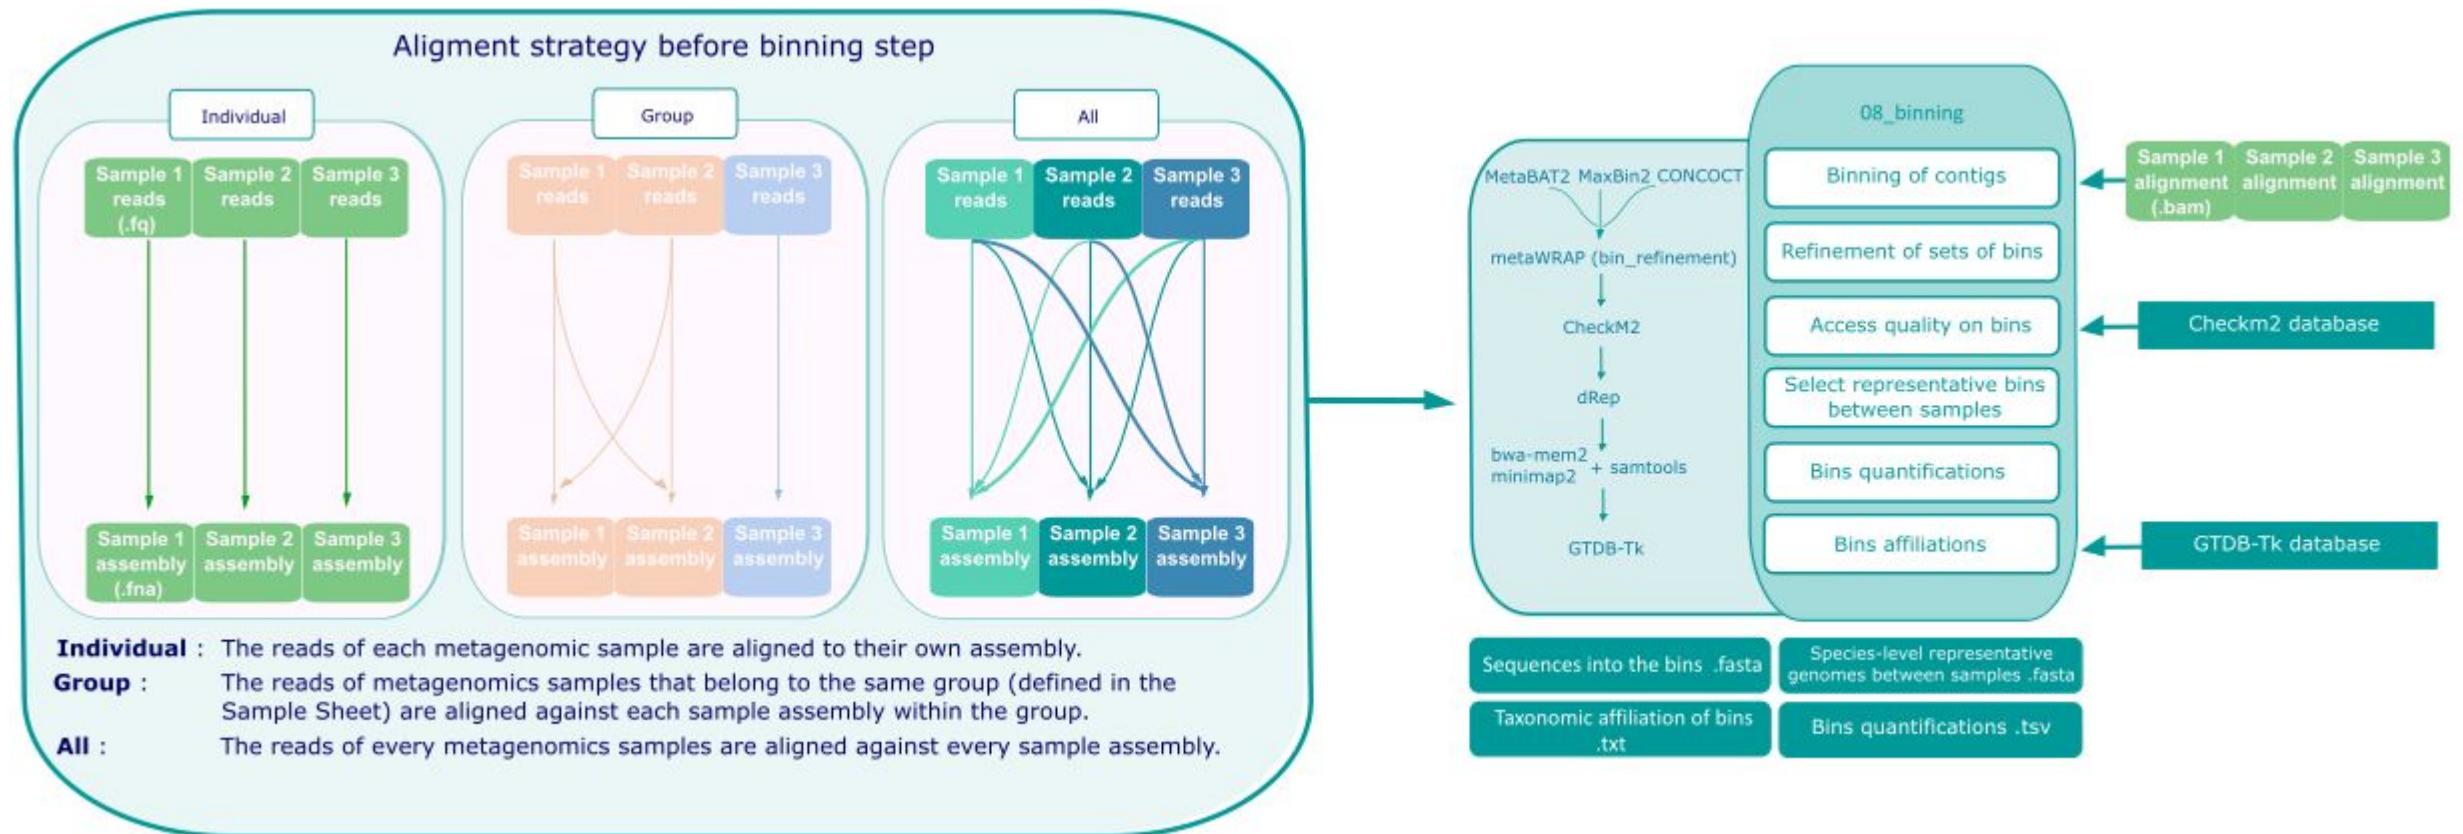 Aligment strategy before binning step
Individual
Group
All
Sample 1
reads
(.fq)
Sample 2
reads
Sample 3
reads
Sample 1
reads
Sample 2
reads
Sample 3
reads
Sample 1
reads
Sample 2
reads
Sample 3
reads
Sample 1
assembly
(.fna)
Sample 2
assembly
Sample 3
assembly
Sample 1
assembly
Sample 2
assembly
Sample 3
assembly
Sample 1
assembly
Sample 2
assembly
Sample 3
assembly
Individual : The reads of each metagenomic sample are aligned to their own assembly.
Group : The reads of metagenomics samples that belong to the same group (defined in the
Sample Sheet) are aligned against each sample assembly within the group.
All : The reads of every metagenomics samples are aligned against every sample assembly.
MetaBAT2 MaxBin2 CONCOCT
metaWRAP (bin_refinement)
CheckM2
dRep
bwa-mem2
minimap2
+ samtools
GTDB-Tk
08_binning
Binning of contigs
Refinement of sets of bins
Access quality on bins
Select representative bins
between samples
Bins quantifications
Bins affiliations
Sample 1
alignment
(.bam)
Sample 2
alignment
Sample 3
alignment
Checkm2 database
GTDB-Tk database
Sequences into the bins .fasta
Species-level representative
genomes between samples .fasta
Taxonomic affiliation of bins
.txt
Bins quantifications .tsv